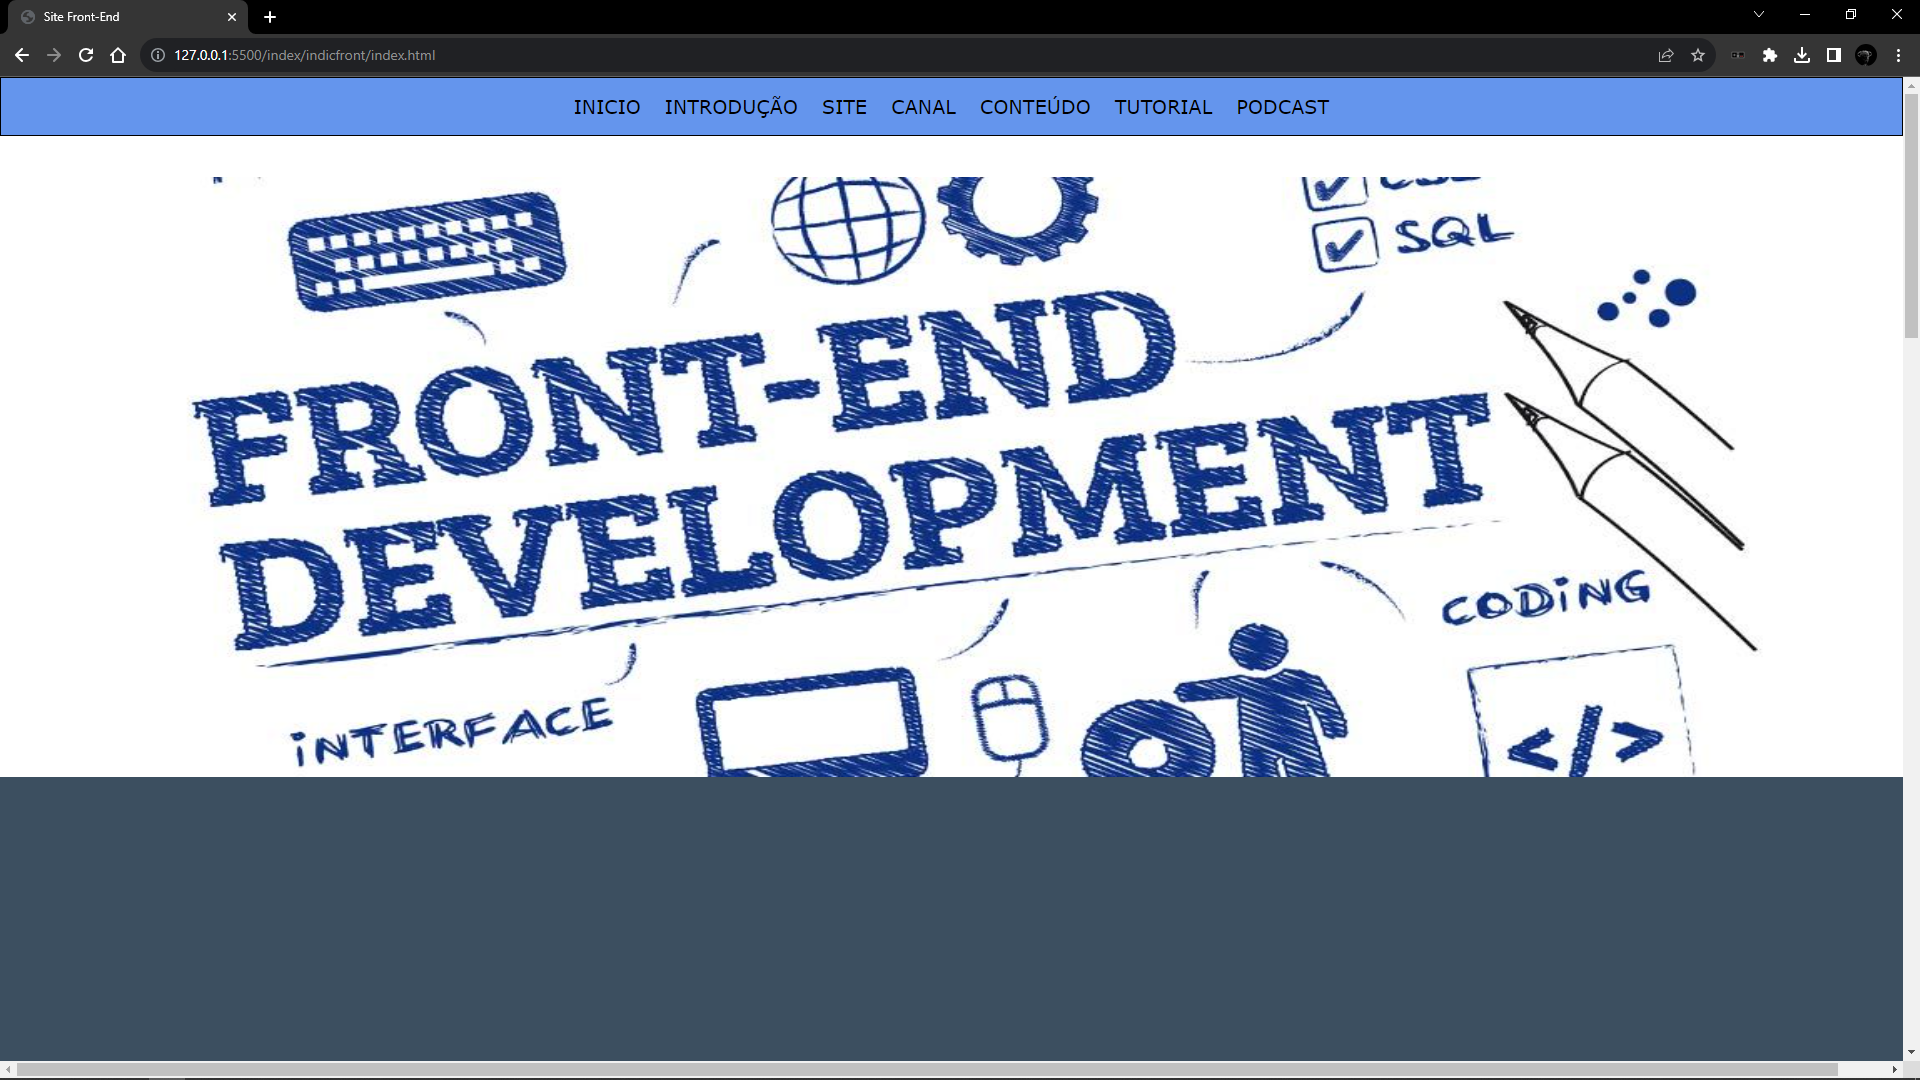 Site Front-End
127.0.0.1:5500/index/indicfront/index.html
INICIO INTRODUÇÃO SITE CANAL CONTEÚDO TUTORIAL PODCAST
SQL
FRONT-END
DEVELOPMENT
CODiNG
iNTERFACE
</>